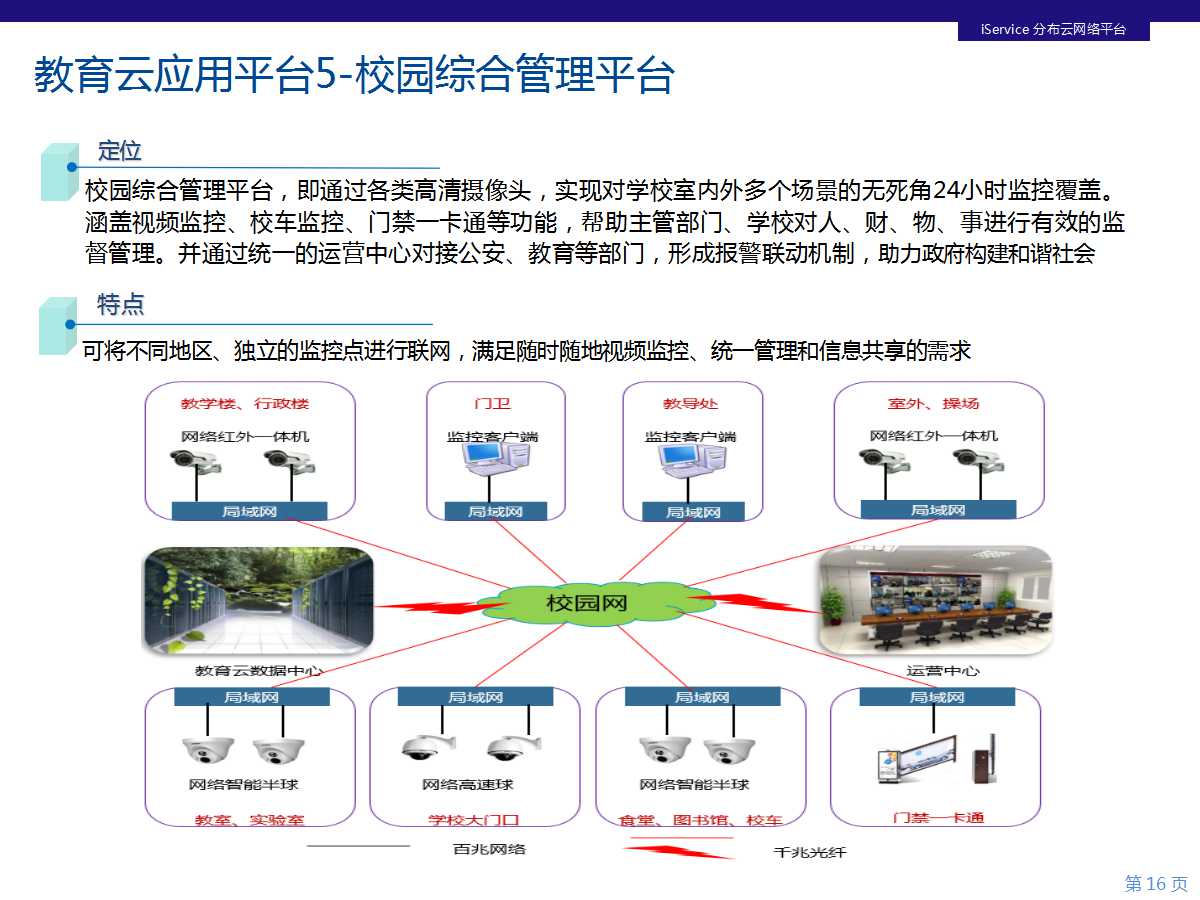 iService 分布云网络平台
教育云应用平台5-校园综合管理平台
定位
校园综合管理平台，即通过各类高清摄像头，实现对学校室内外多个场景的无死角24小时监控覆盖。
涵盖视频监控、校车监控、门禁一卡通等功能，帮助主管部门、学校对人、财、物、事进行有效的监
督管理。并通过统一的运营中心对接公安、教育等部门，形成报警联动机制，助力政府构建和谐社会
特点
可将不同地区、独立的监控点进行联网，满足随时随地视频监控、统一管理和信息共享的需求
教学楼、行政楼
网络红外一体机
局域网
门卫
监控客户端
局域网
教导处
监控客户端
局域网
室外、操场
网络红外一体机
局域网
校园网
教育云数据中心
运营中心
局域网
网络智能半球
教室、实验室
局域网
网络高速球
学校大门口
局域网
网络智能半球
食堂、图书馆、校车
局域网
门禁一卡通
百兆网络
千兆光纤
第 16 页